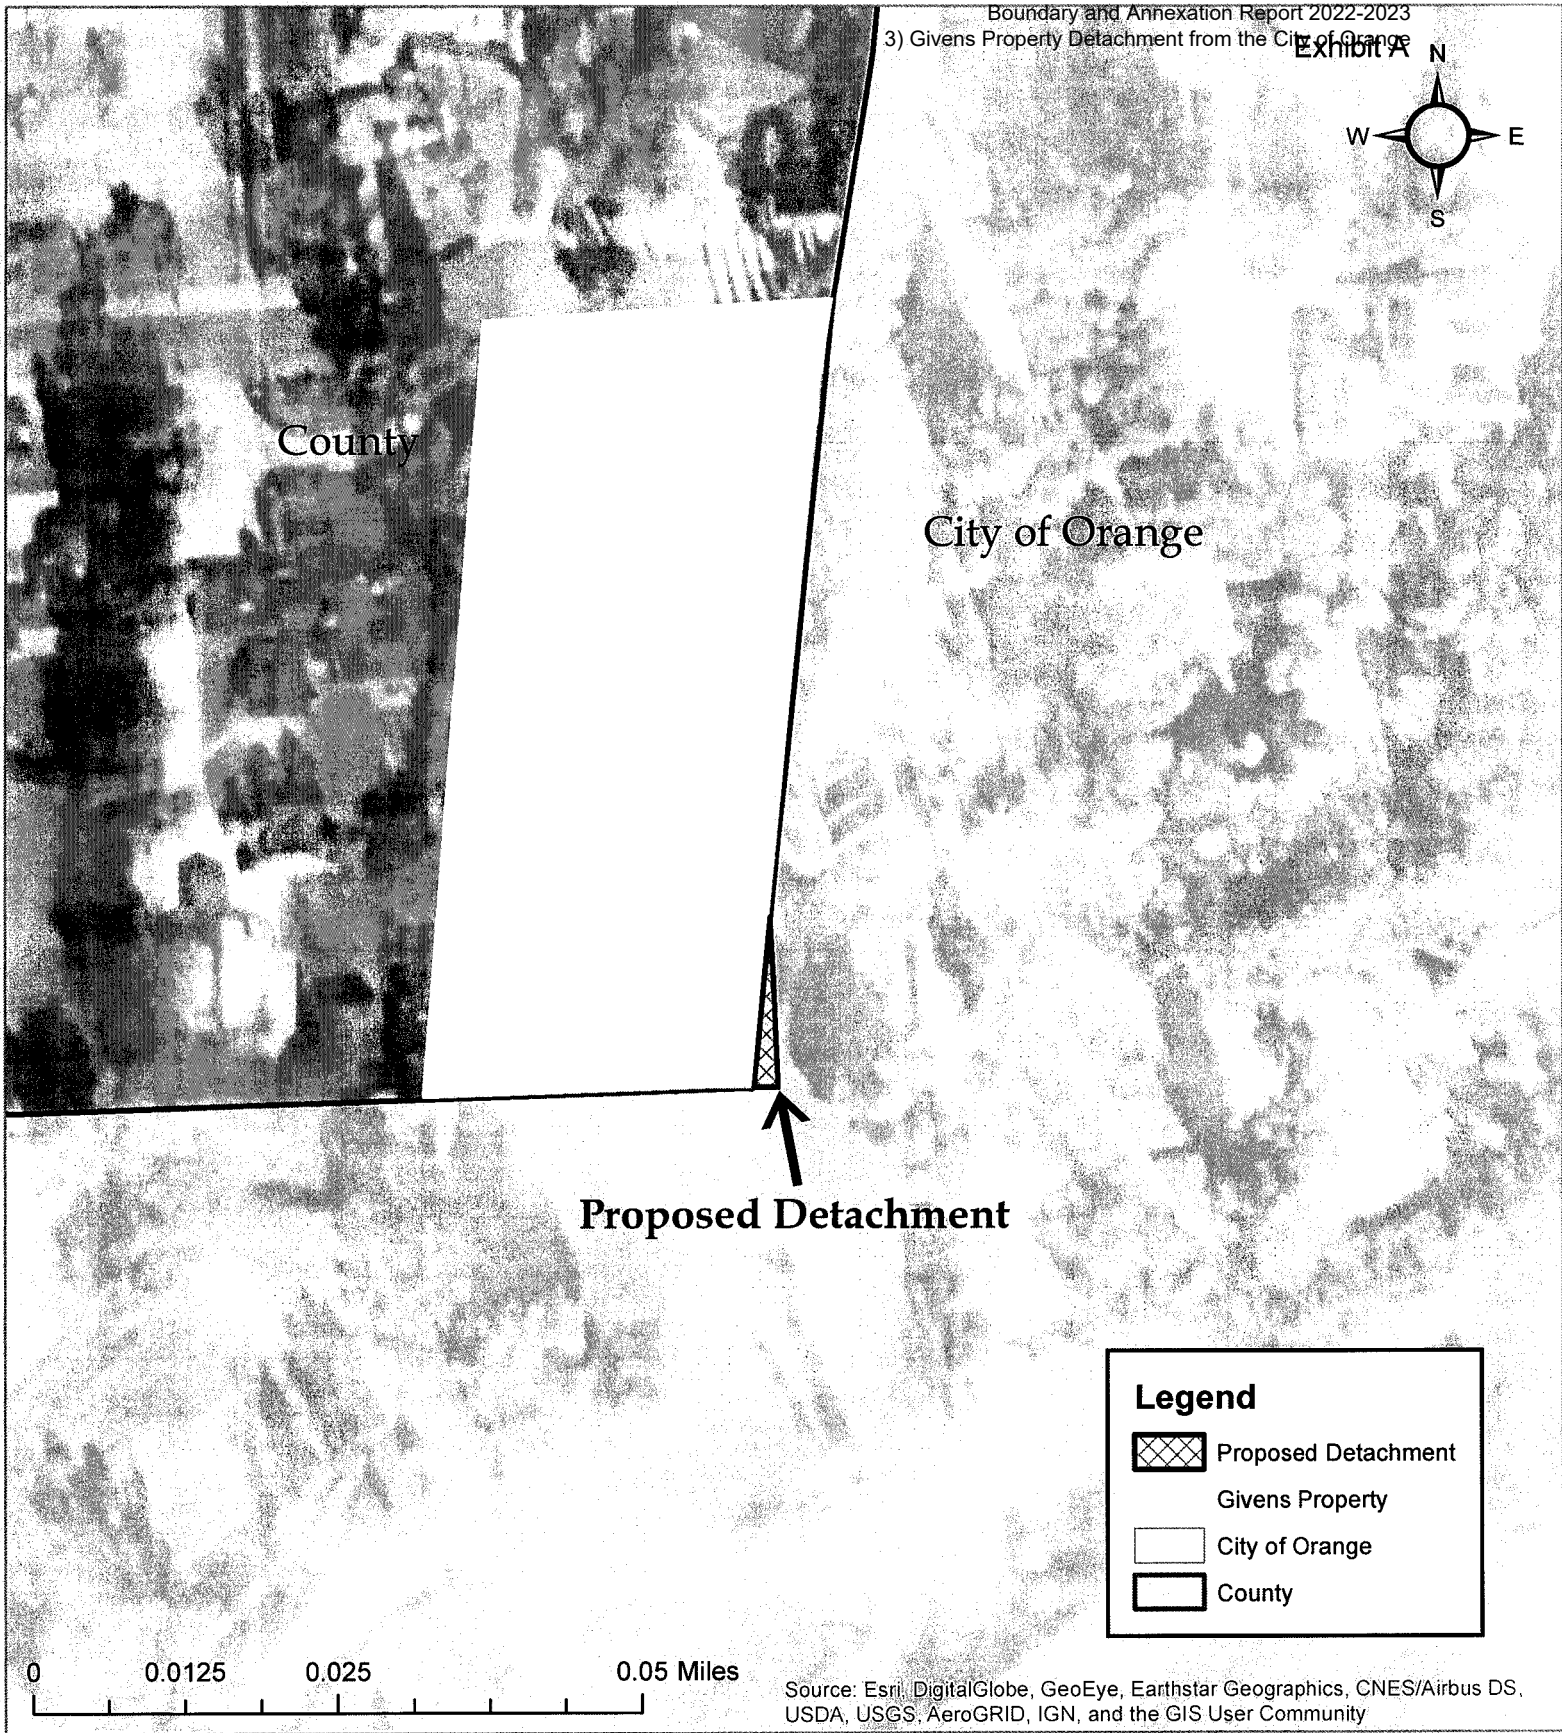 Boundary and Annexation Report 2022-2023
3) Givens Property Detachment from the City of Orange
Exhibit A
N
W
E
S
County
City of Orange
Proposed Detachment
Legend
Proposed Detachment
Givens Property
City of Orange
County
0 0.0125 0.025 0.05 Miles
Source: Esri, DigitalGlobe, GeoEye, Earthstar Geographics, CNES/Airbus DS,
USDA, USGS, AeroGRID, IGN, and the GIS User Community